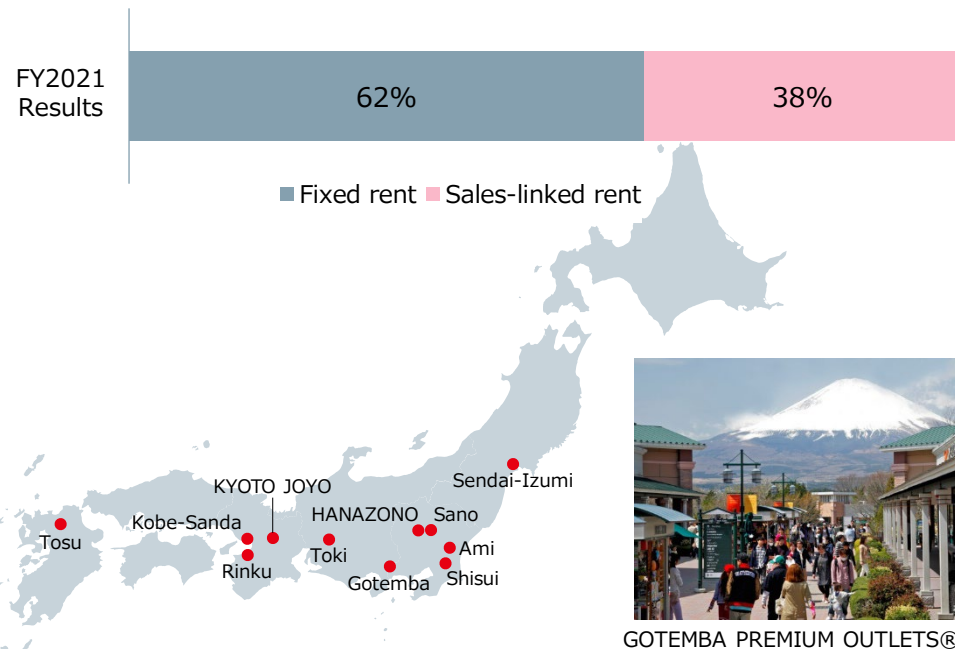 FY2021
Results
62%
38%
Fixed rent
Sales-linked rent
Sendai-Izumi
KYOTO JOYO
HANAZONO
Sano
Kobe-Sanda
Tosu
Toki
Ami
Rinku
Gotemba
Shisui
GOTEMBA PREMIUM OUTLETS®